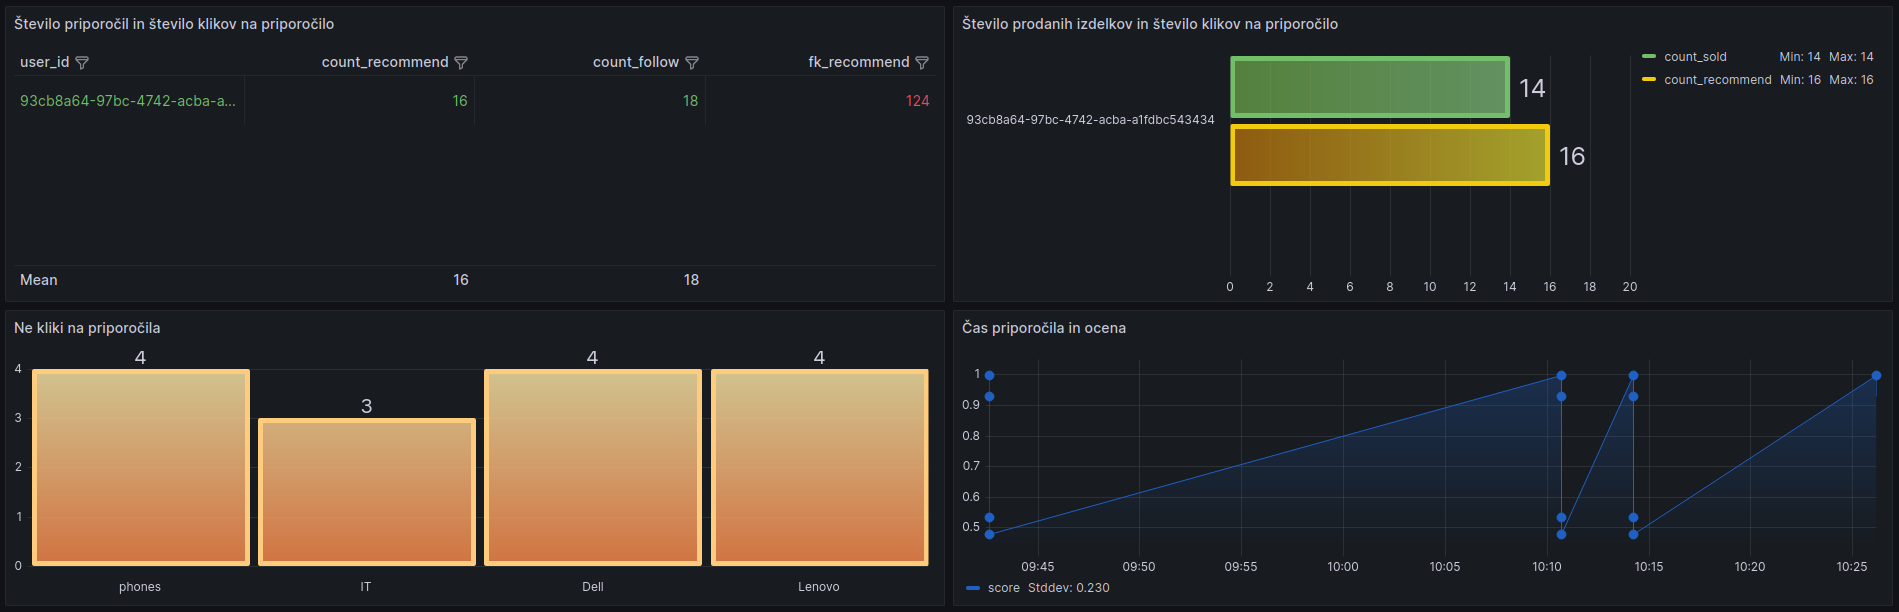 Število priporočil in število klikov na priporočilo
user_id count_recommend count_follow fk_recommend
93cb8a64-97bc-4742-acba-a... 16 18 124
Mean 16 18
Število prodanih izdelkov in število klikov na priporočilo
14
16
93cb8a64-97bc-4742-acba-a1fdbc543434
0 2 4 6 8 10 12 14 16 18 20
count_sold Min: 14 Max: 14
count_recommend Min: 16 Max: 16
Ne kliki na priporočila
4 3 4 4
4
3
2
1
0
phones IT Dell Lenovo
Čas priporočila in ocena
1
0.9
0.8
0.7
0.6
0.5
09:45 09:50 09:55 10:00 10:05 10:10 10:15 10:20 10:25
score Stddev: 0.230